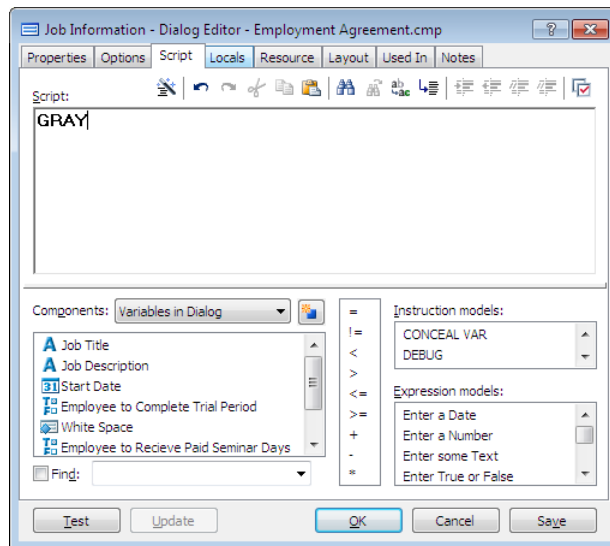 Job Information - Dialog Editor - Employment Agreement.cmp
Properties Options Script Locals Resource Layout Used In Notes
Script:
GRAY
Components: Variables in Dialog
Job Title
Job Description
31 Start Date
Employee to Complete Trial Period
White Space
Employee to Recieve Paid Seminar Days
Find:
=
!=
<
>
<=
>=
+
-
*
Instruction models:
CONCEAL VAR
DEBUG
Expression models:
Enter a Date
Enter a Number
Enter some Text
Enter True or False
Test Update OK Cancel Save